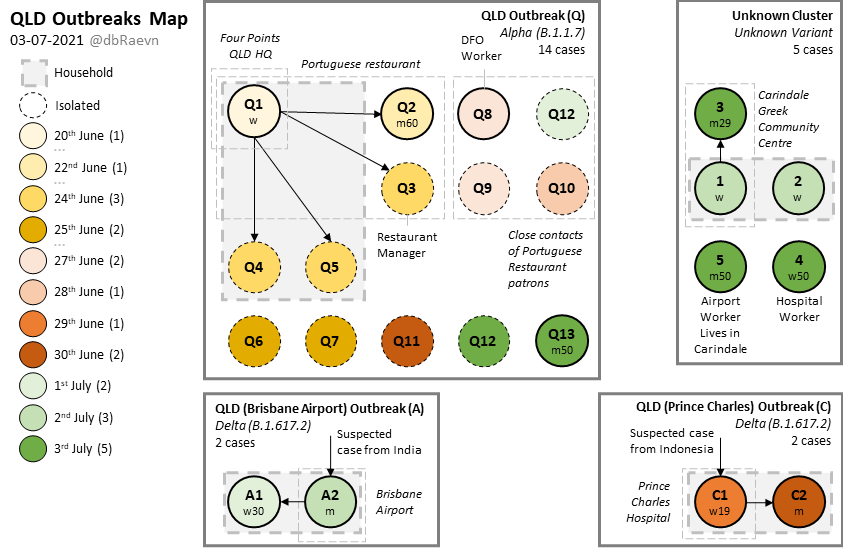 QLD Outbreaks Map
03-07-2021 @dbRaevn
Household
Isolated
20th June (1)
...
22nd June (1)
...
24th June (3)
25th June (2)
...
27th June (2)
28th June (1)
29th June (1)
30th June (2)
1st July (2)
2nd July (3)
3rd July (5)
QLD Outbreak (Q)
Alpha (B.1.1.7)
14 cases
Four Points
QLD HQ
Portuguese restaurant
DFO
Worker
Q1
w
Q2
m60
Q8
Q12
Q3
Q9
Q10
Restaurant
Manager
Close contacts
of Portuguese
Restaurant
patrons
Q4
Q5
Q6
Q7
Q11
Q12
Q13
m50
Unknown Cluster
Unknown Variant
5 cases
3
m29
Carindale
Greek
Community
Centre
1
w
2
w
5
m50
4
w50
Airport
Worker
Lives in
Carindale
Hospital
Worker
QLD (Brisbane Airport) Outbreak (A)
Delta (B.1.617.2)
2 cases
Suspected
case from India
A1
w30
A2
m
Brisbane
Airport
QLD (Prince Charles) Outbreak (C)
Delta (B.1.617.2)
2 cases
Suspected case
from Indonesia
Prince
Charles
Hospital
C1
w19
C2
m